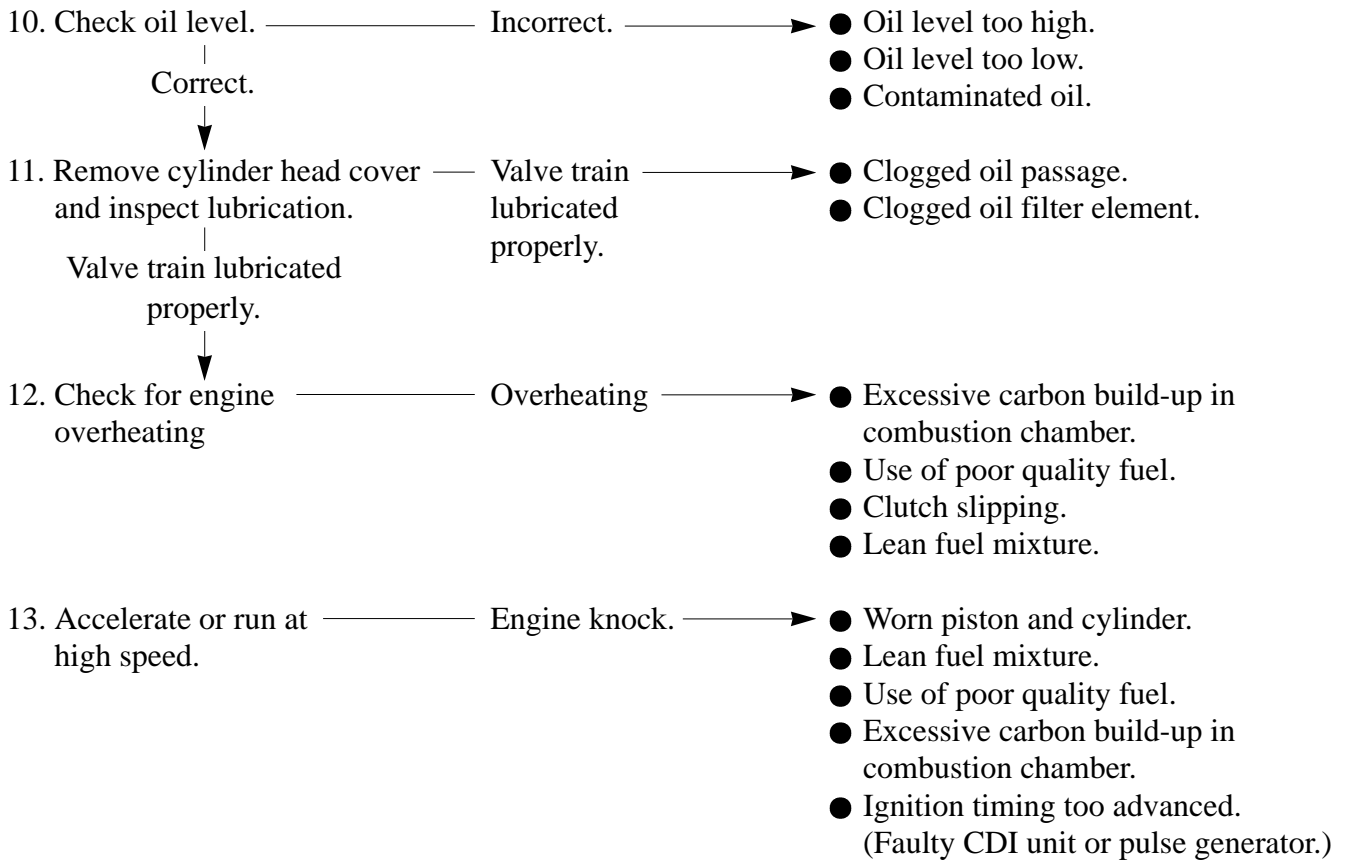 10. Check oil level. Incorrect. ● Oil level too high.
● Oil level too low.
Correct.
● Contaminated oil.
11. Remove cylinder head cover Valve train ● Clogged oil passage.
and inspect lubrication. lubricated ● Clogged oil filter element.
properly.
Valve train lubricated
properly.
12. Check for engine Overheating ● Excessive carbon build-up in
overheating combustion chamber.
● Use of poor quality fuel.
● Clutch slipping.
● Lean fuel mixture.
13. Accelerate or run at Engine knock. ● Worn piston and cylinder.
high speed. ● Lean fuel mixture.
● Use of poor quality fuel.
● Excessive carbon build-up in
combustion chamber.
● Ignition timing too advanced.
(Faulty CDI unit or pulse generator.)